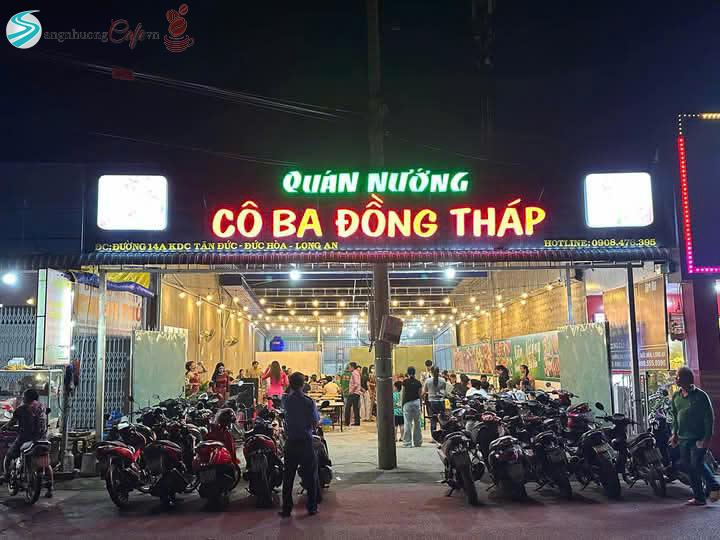 angnhuongCafe.vn
QUÁN NƯỚNG
CÔ BA ĐỒNG THÁP
ĐC:ĐƯỜNG 14A KDC TÂN ĐỨC - ĐỨC HÒA - LONG AN
HOTLINE: 0908.476.395